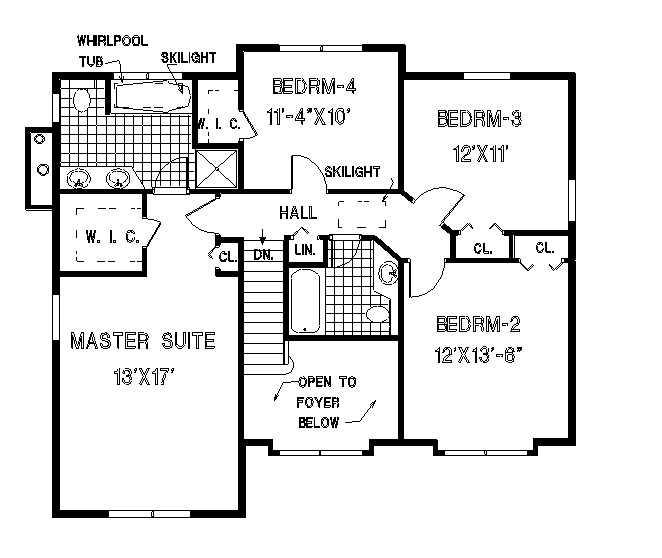 WHIRLPOOL
TUB
SKILIGHT
BEDRM-4
11'-4"X10'
W. I. C.
BEDRM-3
12'X11'
SKILIGHT
HALL
W. I. C.
CL.
DN.
LIN.
CL.
CL.
MASTER SUITE
13'X17'
BEDRM-2
12'X13'-6"
OPEN TO
FOYER
BELOW